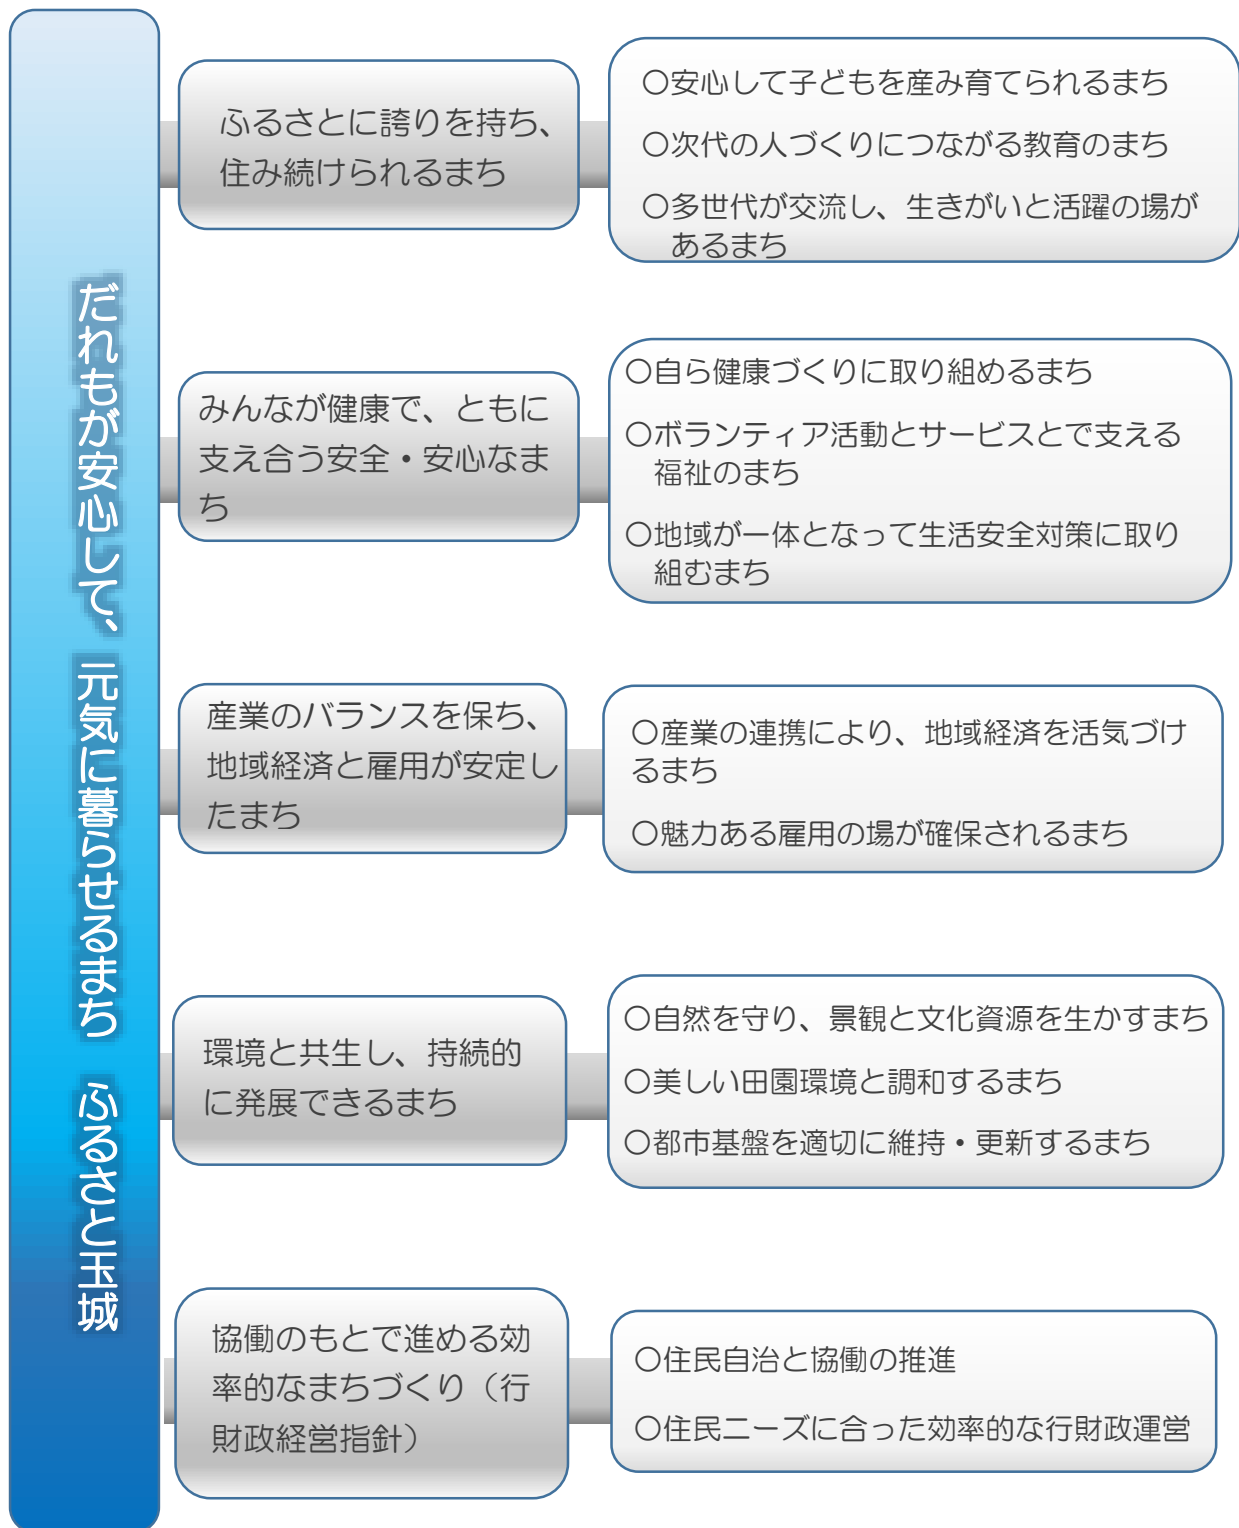 だれもが安心して、元気に暮らせるまち　ふるさと玉城
ふるさとに誇りを持ち、
住み続けられるまち
〇安心して子どもを産み育てられるまち
〇次代の人づくりにつながる教育のまち
〇多世代が交流し、生きがいと活躍の場が
あるまち
みんなが健康で、ともに
支え合う安全・安心なま
ち
〇自ら健康づくりに取り組めるまち
〇ボランティア活動とサービスとで支える
福祉のまち
〇地域が一体となって生活安全対策に取り
組むまち
産業のバランスを保ち、
地域経済と雇用が安定し
たまち
〇産業の連携により、地域経済を活気づけ
るまち
〇魅力ある雇用の場が確保されるまち
環境と共生し、持続的
に発展できるまち
〇自然を守り、景観と文化資源を生かすまち
〇美しい田園環境と調和するまち
〇都市基盤を適切に維持・更新するまち
協働のもとで進める効
率的なまちづくり（行
財政経営指針）
〇住民自治と協働の推進
〇住民ニーズに合った効率的な行財政運営